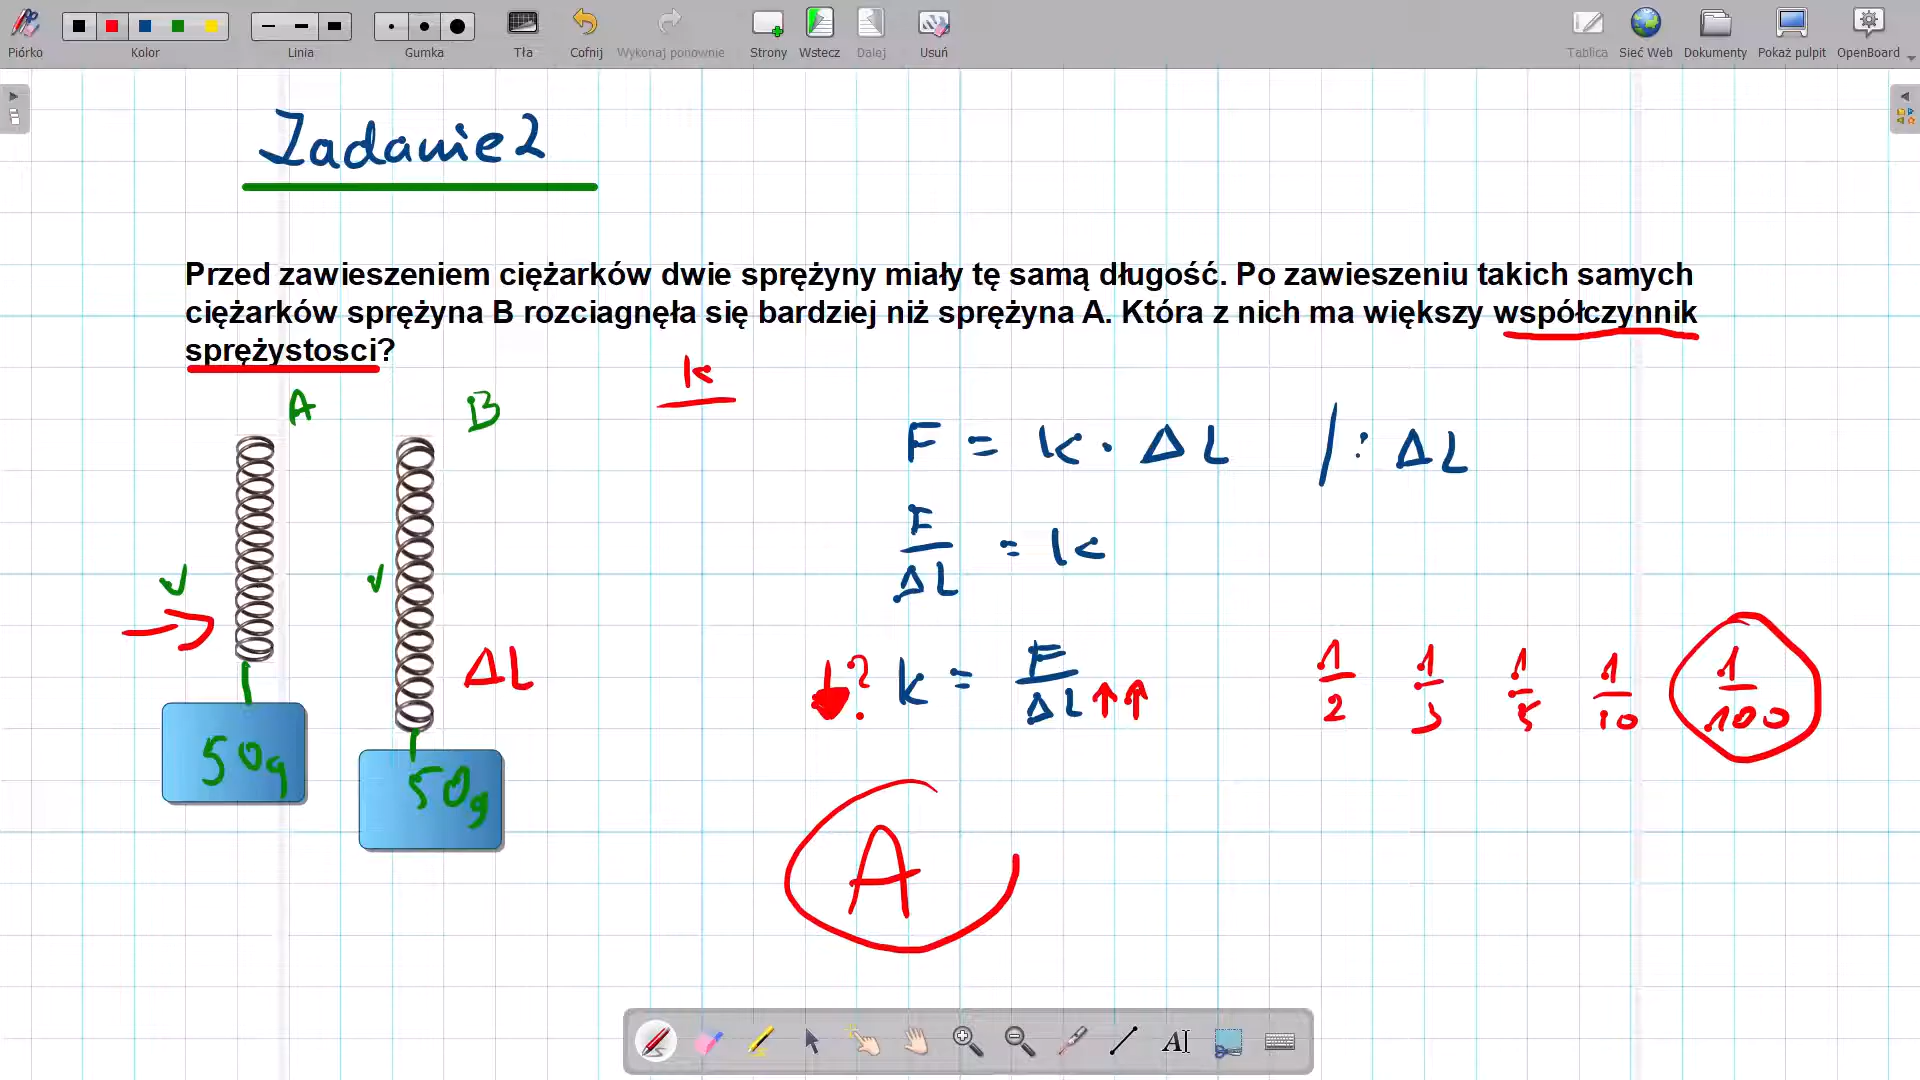 Piórko
Kolor
Linia
Gumka
Tła
Cofnij
Wykonaj ponownie
Strony
Wstecz
Dalej
Usuń
Tablica
Sieć Web
Dokumenty
Pokaż pulpit
OpenBoard
Zadanie 2
Przed zawieszeniem ciężarków dwie sprężyny miały tę samą długość. Po zawieszeniu takich samych
ciężarków sprężyna B rozciagnęła się bardziej niż sprężyna A. Która z nich ma większy współczynnik
sprężystosci?
k
A
B
F = k · ΔL /: ΔL
F/ΔL = k
↓? k = F/ΔL ↑↑
1/2 1/3 1/5 1/10 1/100
ΔL
50g
50g
A
AI